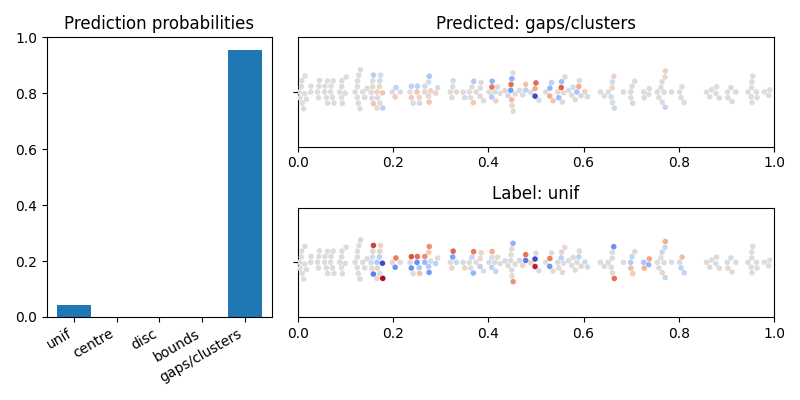 Prediction probabilities
1.0
0.8
0.6
0.4
0.2
0.0
unif
centre
disc
bounds
gaps/clusters
Predicted: gaps/clusters
0.0 0.2 0.4 0.6 0.8 1.0
Label: unif
0.0 0.2 0.4 0.6 0.8 1.0